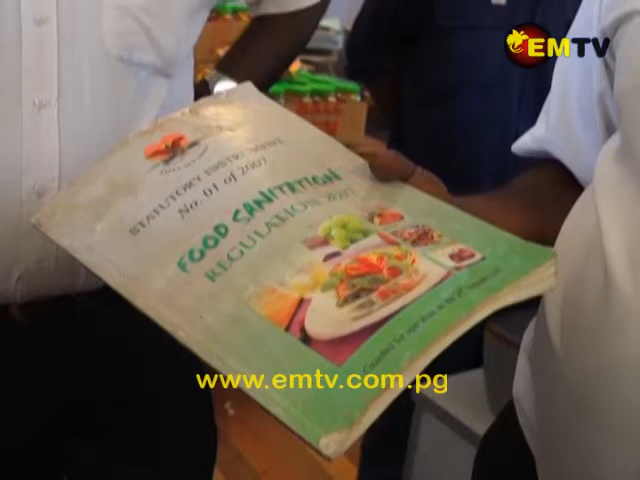 EMTV
STATUTORY INSTRUMENT
No. 01 of 2007
FOOD SANITATION
REGULATION 2007
www.emtv.com.pg